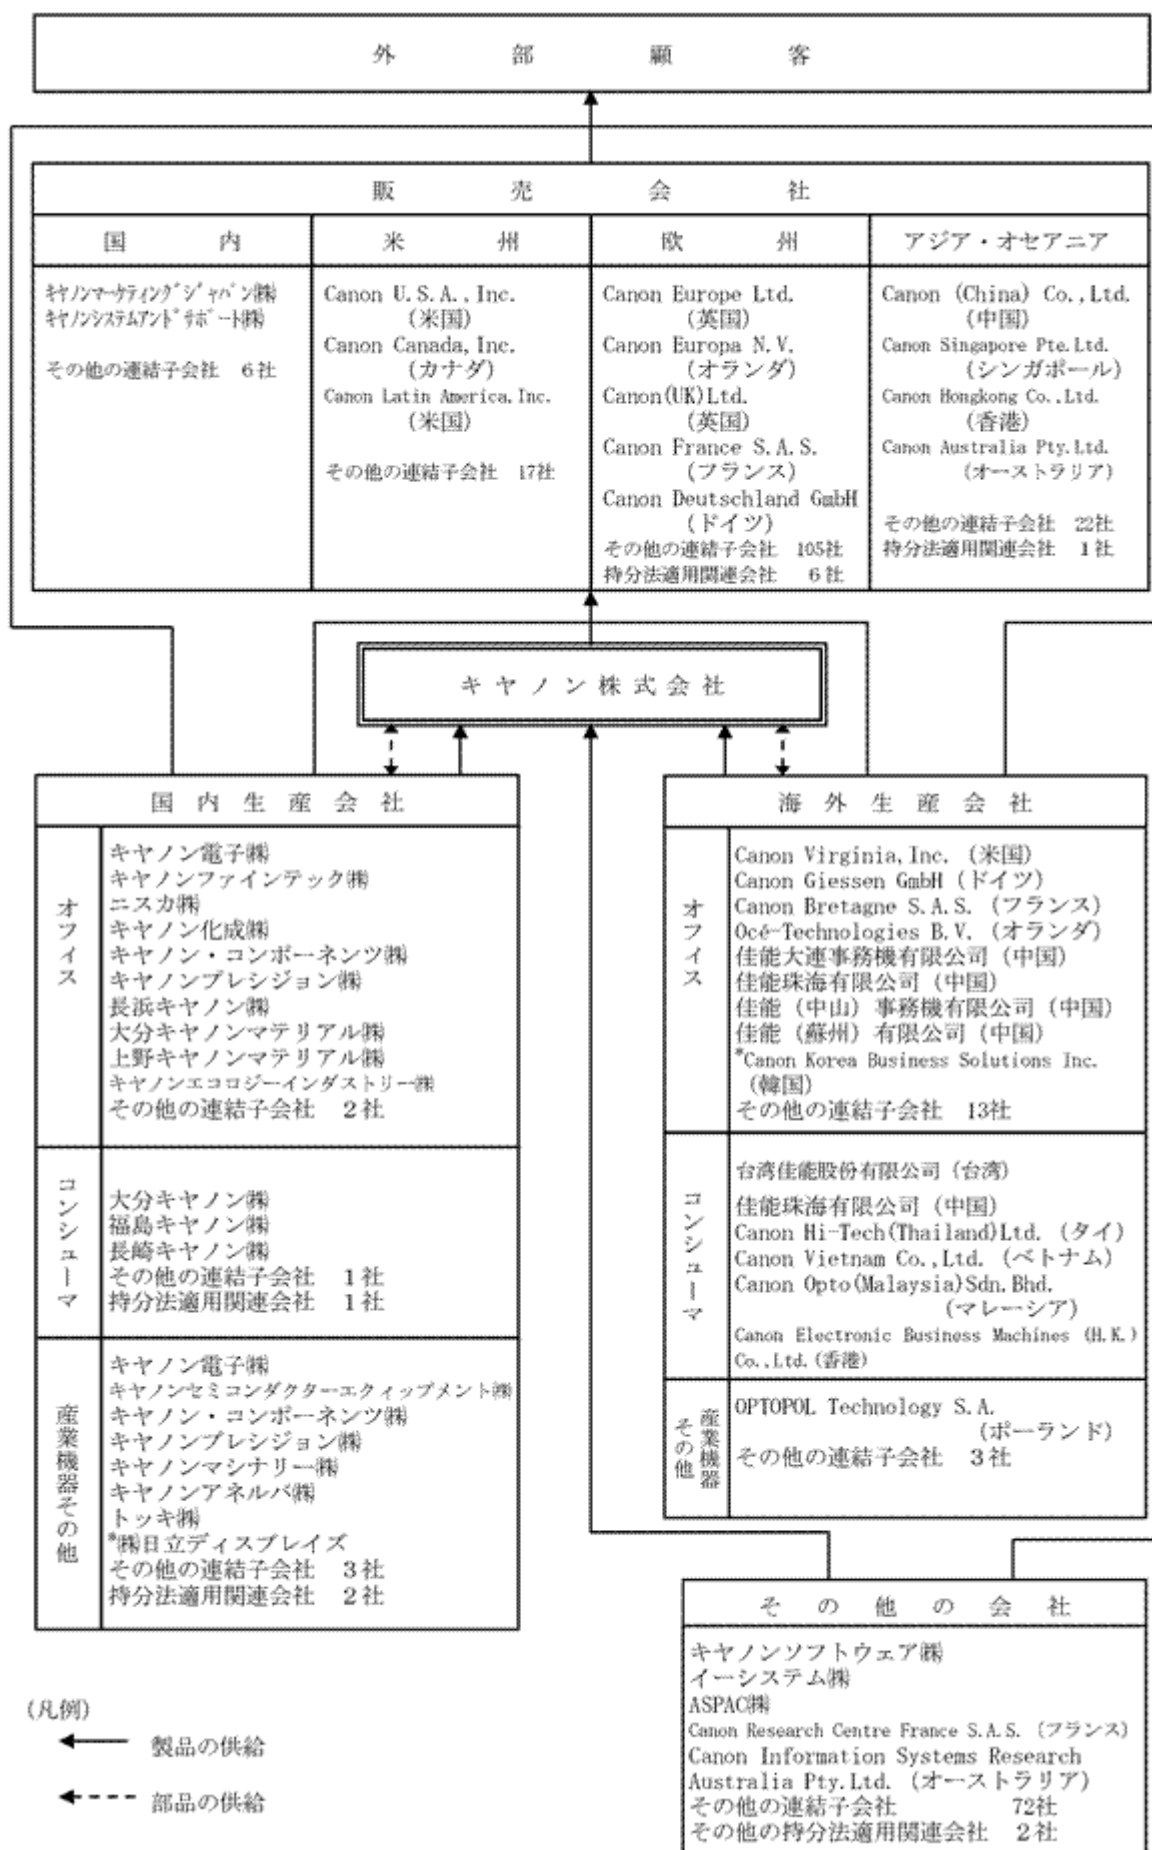 外部顧客
販売会社
国内
米州
欧州
アジア・オセアニア
キヤノンマーケティングジャパン㈱
キヤノンシステムアンドサポート㈱
その他の連結子会社 6社
Canon U.S.A., Inc.
(米国)
Canon Canada, Inc.
(カナダ)
Canon Latin America, Inc.
(米国)
その他の連結子会社 17社
Canon Europe Ltd.
(英国)
Canon Europa N.V.
(オランダ)
Canon(UK)Ltd.
(英国)
Canon France S.A.S.
(フランス)
Canon Deutschland GmbH
(ドイツ)
その他の連結子会社 105社
持分法適用関連会社 6社
Canon (China) Co.,Ltd.
(中国)
Canon Singapore Pte.Ltd.
(シンガポール)
Canon Hongkong Co.,Ltd.
(香港)
Canon Australia Pty.Ltd.
(オーストラリア)
その他の連結子会社 22社
持分法適用関連会社 1社
キヤノン株式会社
国内生産会社
オフィス
キヤノン電子㈱
キヤノンファインテック㈱
ニスカ㈱
キヤノン化成㈱
キヤノン・コンポーネンツ㈱
キヤノンプレシジョン㈱
長浜キヤノン㈱
大分キヤノンマテリアル㈱
上野キヤノンマテリアル㈱
キヤノンエコロジーインダストリー㈱
その他の連結子会社 2社
コンシューマ
大分キヤノン㈱
福島キヤノン㈱
長崎キヤノン㈱
その他の連結子会社 1社
持分法適用関連会社 1社
産業機器その他
キヤノン電子㈱
キヤノンセミコンダクターエクィップメント㈱
キヤノン・コンポーネンツ㈱
キヤノンプレシジョン㈱
キヤノンマシナリー㈱
キヤノンアネルバ㈱
トッキ㈱
*㈱日立ディスプレイズ
その他の連結子会社 3社
持分法適用関連会社 2社
海外生産会社
オフィス
Canon Virginia,Inc. (米国)
Canon Giessen GmbH (ドイツ)
Canon Bretagne S.A.S. (フランス)
Océ-Technologies B.V. (オランダ)
佳能大連事務機有限公司 (中国)
佳能珠海有限公司 (中国)
佳能（中山）事務機有限公司 (中国)
佳能（蘇州）有限公司 (中国)
*Canon Korea Business Solutions Inc.
(韓国)
その他の連結子会社 13社
コンシューマ
台湾佳能股份有限公司 (台湾)
佳能珠海有限公司 (中国)
Canon Hi-Tech(Thailand)Ltd. (タイ)
Canon Vietnam Co.,Ltd. (ベトナム)
Canon Opto(Malaysia)Sdn.Bhd.
(マレーシア)
Canon Electronic Business Machines (H.K.)
Co.,Ltd.(香港)
産業機器
その他
OPTOPOL Technology S.A.
(ポーランド)
その他の連結子会社 3社
その他の会社
キヤノンソフトウェア㈱
イーシステム㈱
ASPAC㈱
Canon Research Centre France S.A.S. (フランス)
Canon Information Systems Research
Australia Pty.Ltd. (オーストラリア)
その他の連結子会社 72社
その他の持分法適用関連会社 2社
(凡例)
製品の供給
部品の供給